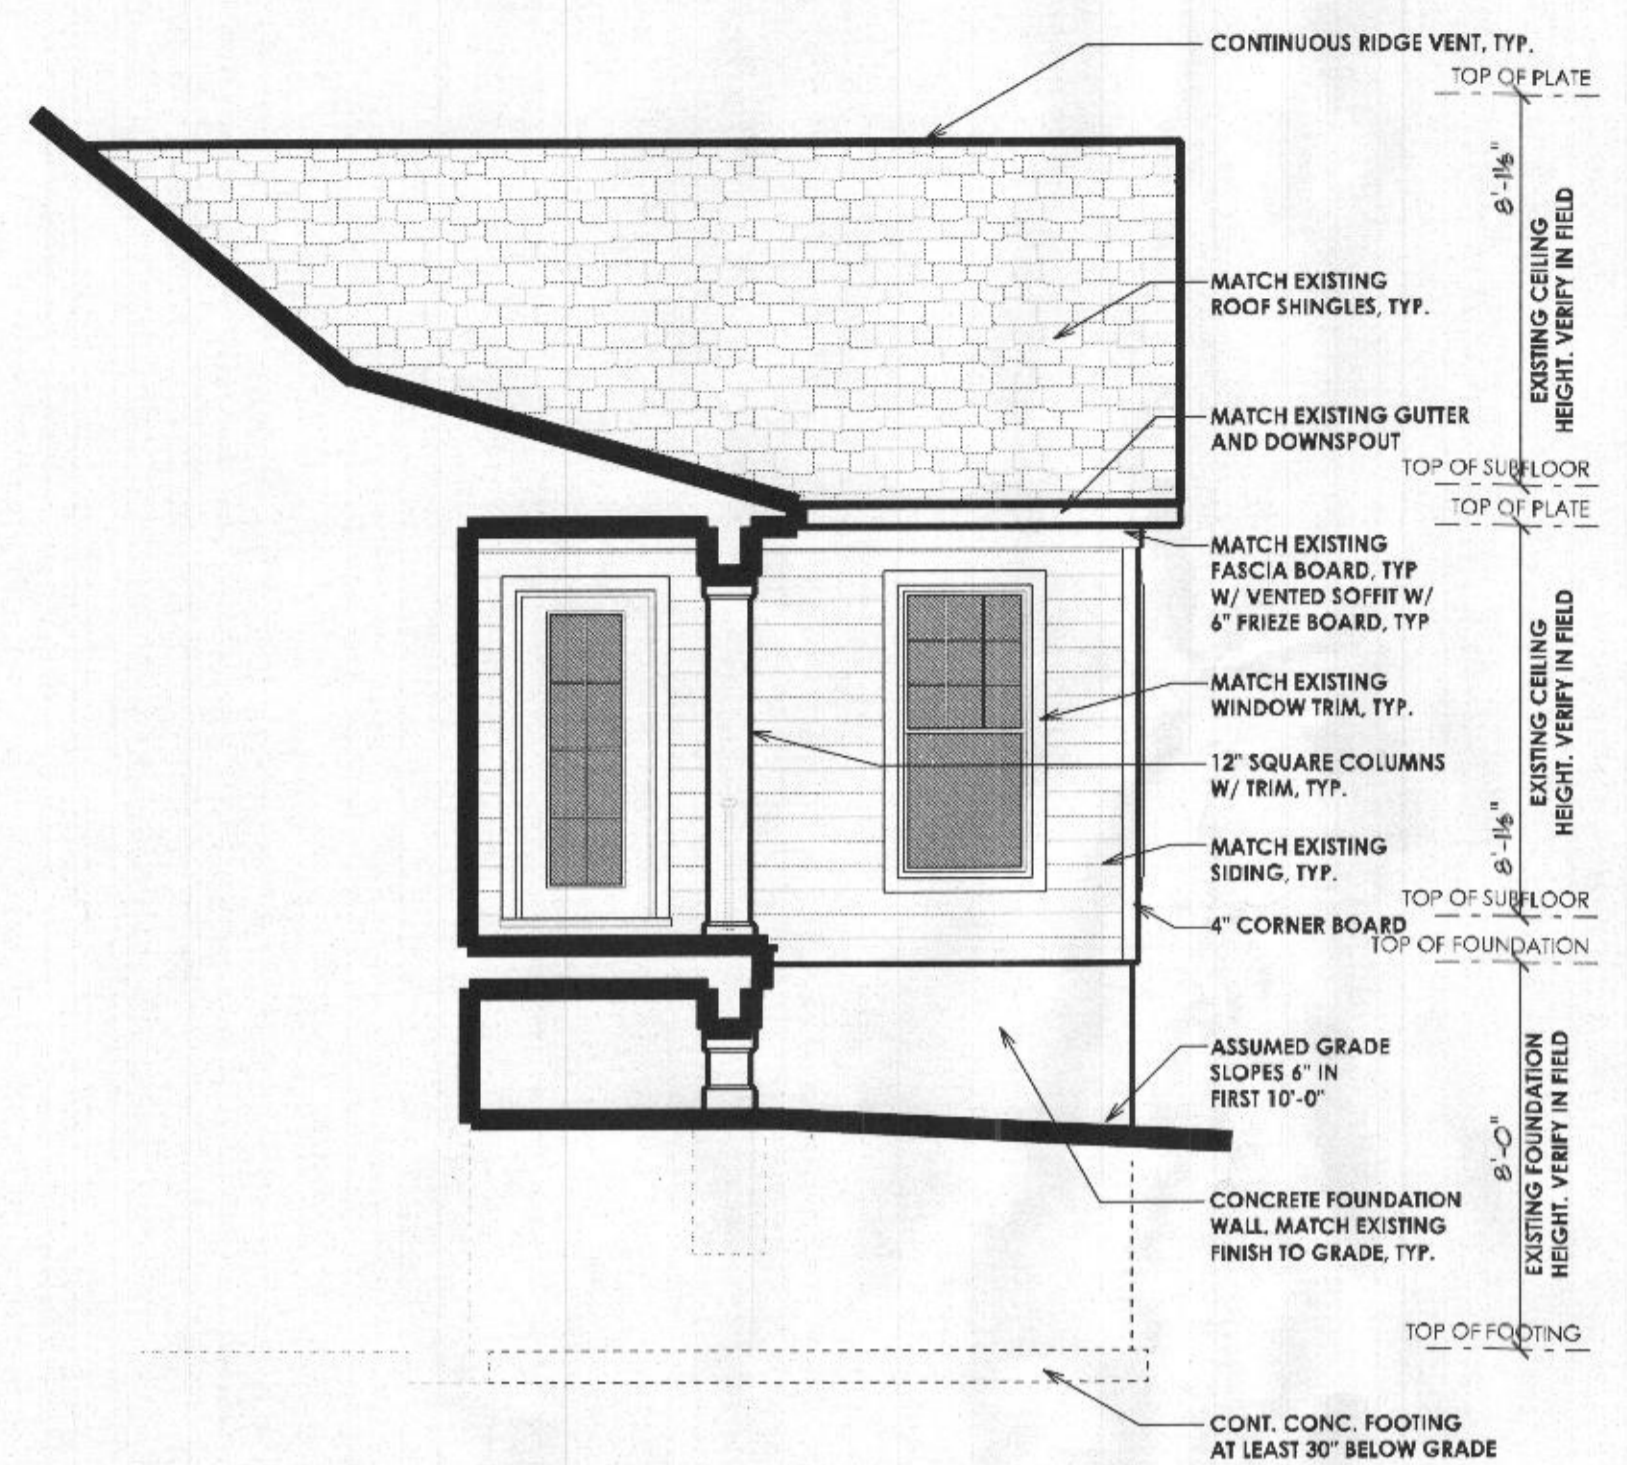 CONTINUOUS RIDGE VENT, TYP.
TOP OF PLATE
8'-1⅛"
EXISTING CEILING
HEIGHT. VERIFY IN FIELD
MATCH EXISTING
ROOF SHINGLES, TYP.
MATCH EXISTING GUTTER
AND DOWNSPOUT
TOP OF SUBFLOOR
TOP OF PLATE
MATCH EXISTING
FASCIA BOARD, TYP
W/ VENTED SOFFIT W/
6" FRIEZE BOARD, TYP
EXISTING CEILING
HEIGHT. VERIFY IN FIELD
MATCH EXISTING
WINDOW TRIM, TYP.
12" SQUARE COLUMNS
W/ TRIM, TYP.
8'-1⅛"
MATCH EXISTING
SIDING, TYP.
TOP OF SUBFLOOR
4" CORNER BOARD
TOP OF FOUNDATION
ASSUMED GRADE
SLOPES 6" IN
FIRST 10'-0"
8'-0"
EXISTING FOUNDATION
HEIGHT. VERIFY IN FIELD
CONCRETE FOUNDATION
WALL. MATCH EXISTING
FINISH TO GRADE, TYP.
TOP OF FOOTING
CONT. CONC. FOOTING
AT LEAST 30" BELOW GRADE